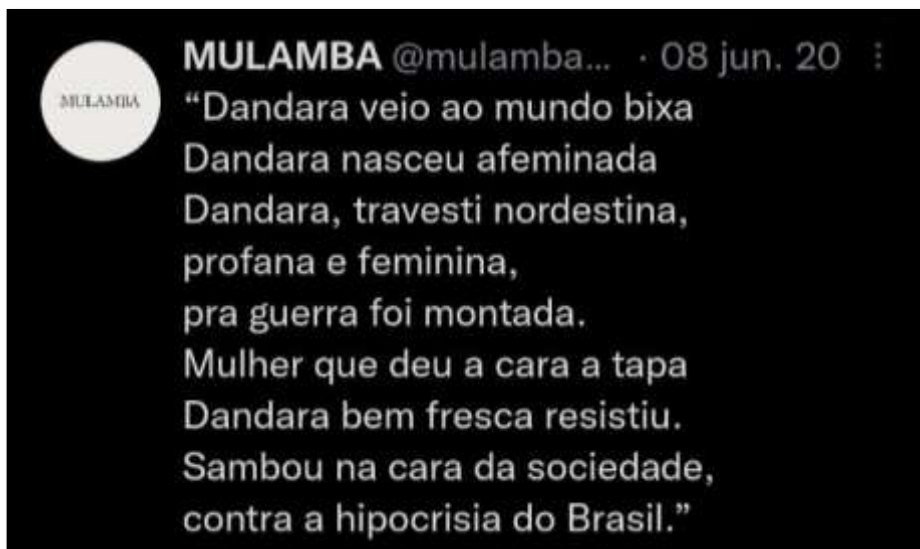 MULAMBA @mulamba... · 08 jun. 20
MULAMBA
“Dandara veio ao mundo bixa
Dandara nasceu afeminada
Dandara, travesti nordestina,
profana e feminina,
pra guerra foi montada.
Mulher que deu a cara a tapa
Dandara bem fresca resistiu.
Sambou na cara da sociedade,
contra a hipocrisia do Brasil.”